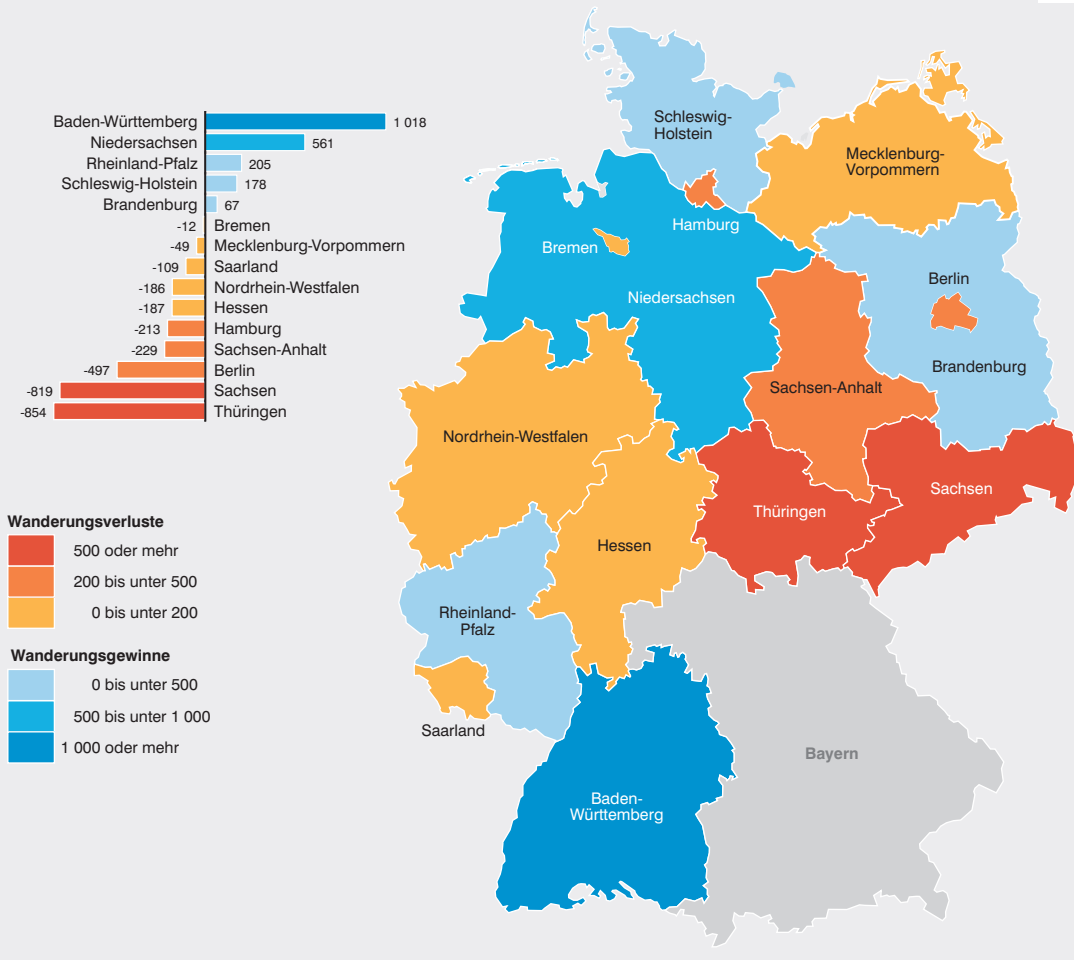 Baden-Württemberg 1 018
Niedersachsen 561
Rheinland-Pfalz 205
Schleswig-Holstein 178
Brandenburg 67
-12 Bremen
-49 Mecklenburg-Vorpommern
-109 Saarland
-186 Nordrhein-Westfalen
-187 Hessen
-213 Hamburg
-229 Sachsen-Anhalt
-497 Berlin
-819 Sachsen
-854 Thüringen
Wanderungsverluste
500 oder mehr
200 bis unter 500
0 bis unter 200
Wanderungsgewinne
0 bis unter 500
500 bis unter 1 000
1 000 oder mehr
Schleswig-
Holstein
Mecklenburg-
Vorpommern
Hamburg
Bremen
Niedersachsen
Berlin
Brandenburg
Sachsen-Anhalt
Nordrhein-Westfalen
Sachsen
Thüringen
Hessen
Rheinland-
Pfalz
Saarland
Bayern
Baden-
Württemberg